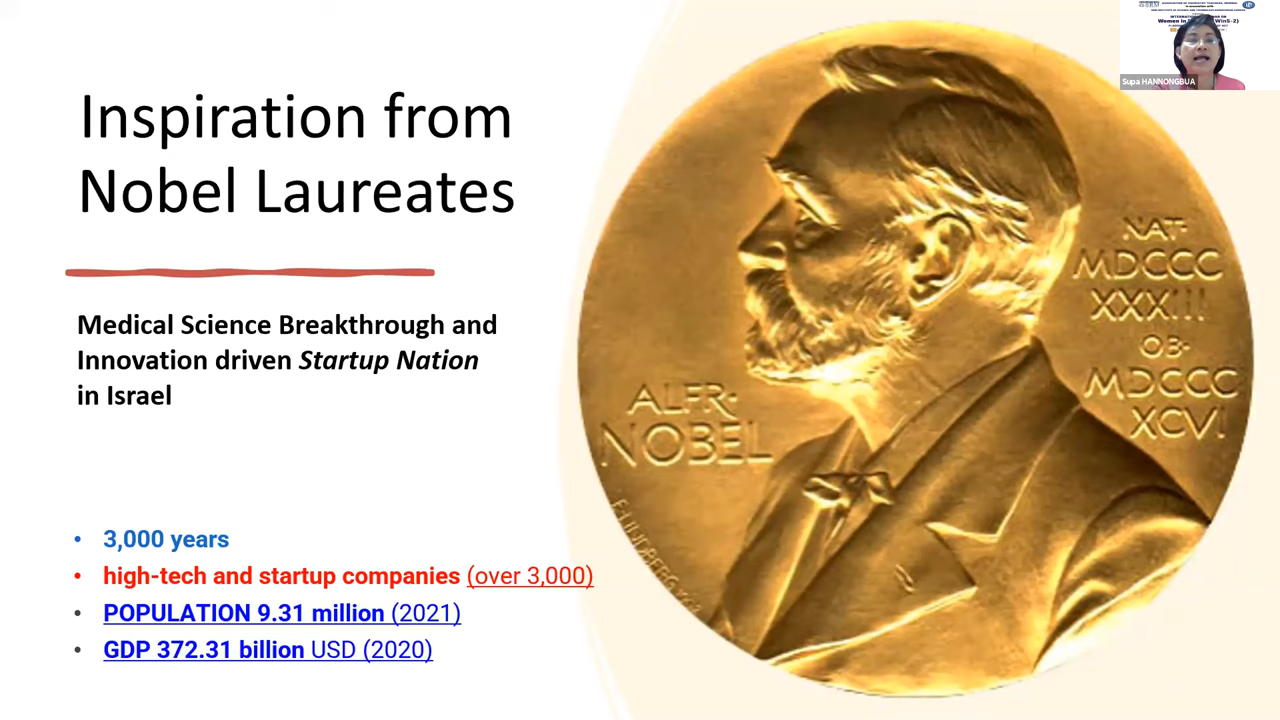 Inspiration from
Nobel Laureates
Medical Science Breakthrough and
Innovation driven Startup Nation
in Israel
• 3,000 years
• high-tech and startup companies (over 3,000)
• POPULATION 9.31 million (2021)
• GDP 372.31 billion USD (2020)
ALFR·
NOBEL
NAT·
MDCCC
XXXIII
OB·
MDCCC
XCVI
Supa HANNONGBUA